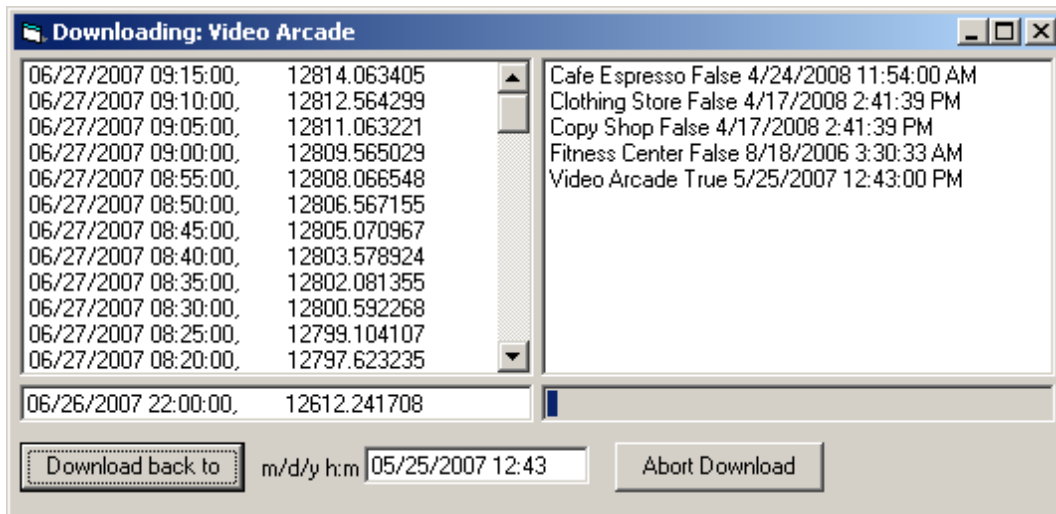 Downloading: Video Arcade
06/27/2007 09:15:00, 12814.063405
06/27/2007 09:10:00, 12812.564299
06/27/2007 09:05:00, 12811.063221
06/27/2007 09:00:00, 12809.565029
06/27/2007 08:55:00, 12808.066548
06/27/2007 08:50:00, 12806.567155
06/27/2007 08:45:00, 12805.070967
06/27/2007 08:40:00, 12803.578924
06/27/2007 08:35:00, 12802.081355
06/27/2007 08:30:00, 12800.592268
06/27/2007 08:25:00, 12799.104107
06/27/2007 08:20:00, 12797.623235
Cafe Espresso False 4/24/2008 11:54:00 AM
Clothing Store False 4/17/2008 2:41:39 PM
Copy Shop False 4/17/2008 2:41:39 PM
Fitness Center False 8/18/2006 3:30:33 AM
Video Arcade True 5/25/2007 12:43:00 PM
06/26/2007 22:00:00, 12612.241708
Download back to m/d/y h:m 05/25/2007 12:43 Abort Download